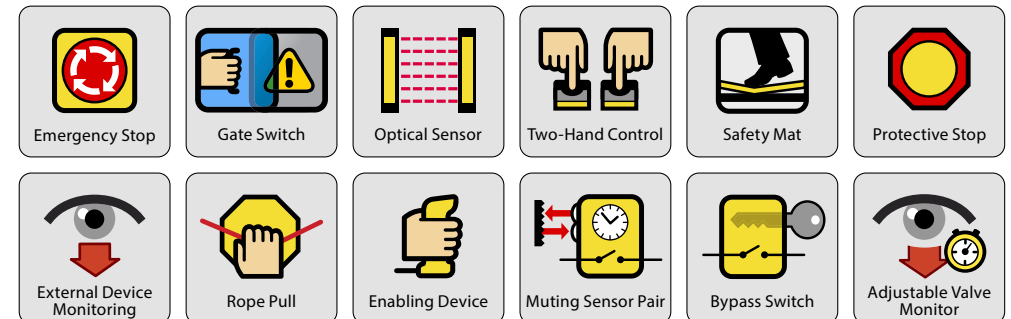 Emergency Stop
Gate Switch
Optical Sensor
Two-Hand Control
Safety Mat
Protective Stop
External Device
Monitoring
Rope Pull
Enabling Device
Muting Sensor Pair
Bypass Switch
Adjustable Valve
Monitor